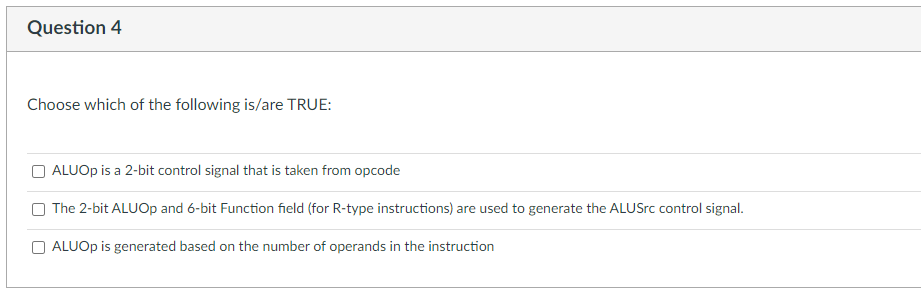 Question 4
Choose which of the following is/are TRUE:
ALUOp is a 2-bit control signal that is taken from opcode
The 2-bit ALUOp and 6-bit Function field (for R-type instructions) are used to generate the ALUSrc control signal.
ALUOp is generated based on the number of operands in the instruction